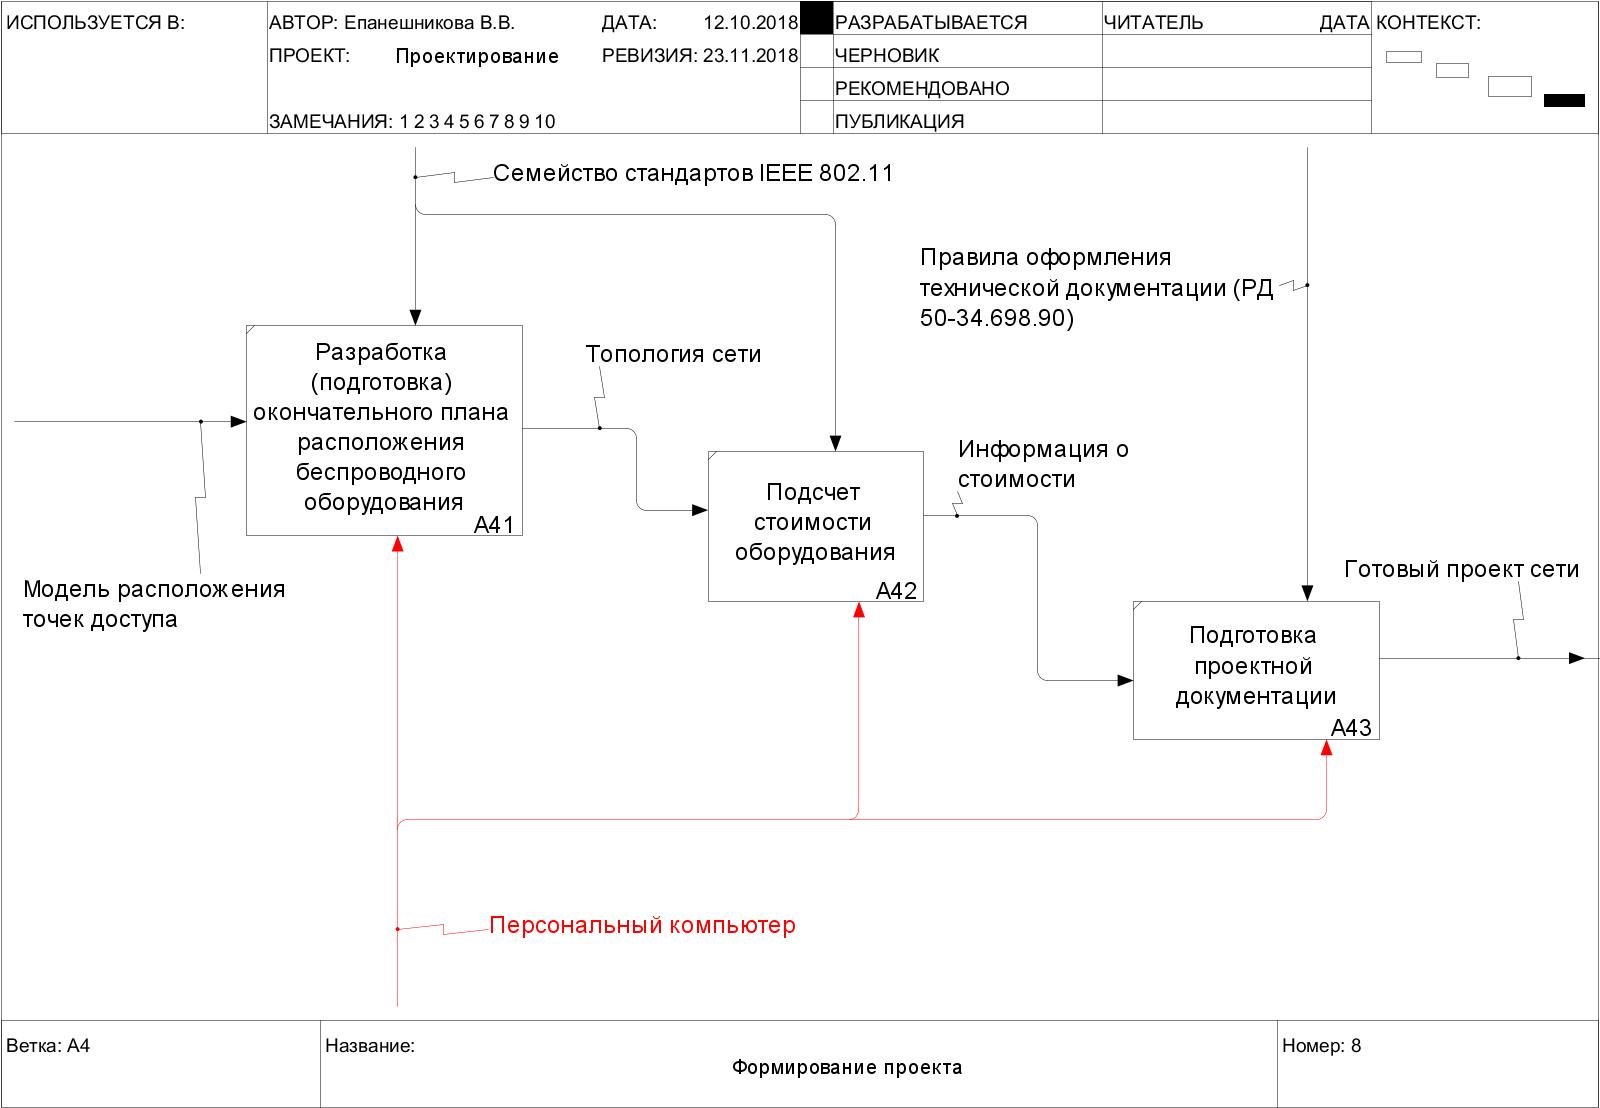 ИСПОЛЬЗУЕТСЯ В:
АВТОР: Епанешникова В.В.
ДАТА: 12.10.2018
ПРОЕКТ: Проектирование
РЕВИЗИЯ: 23.11.2018
ЗАМЕЧАНИЯ: 1 2 3 4 5 6 7 8 9 10
РАЗРАБАТЫВАЕТСЯ
ЧЕРНОВИК
РЕКОМЕНДОВАНО
ПУБЛИКАЦИЯ
ЧИТАТЕЛЬ
ДАТА
КОНТЕКСТ:
Семейство стандартов IEEE 802.11
Правила оформления
технической документации (РД
50-34.698.90)
Разработка
(подготовка)
окончательного плана
расположения
беспроводного
оборудования
A41
Топология сети
Модель расположения
точек доступа
Подсчет
стоимости
оборудования
A42
Информация о
стоимости
Готовый проект сети
Подготовка
проектной
документации
A43
Персональный компьютер
Ветка: A4
Название:
Формирование проекта
Номер: 8